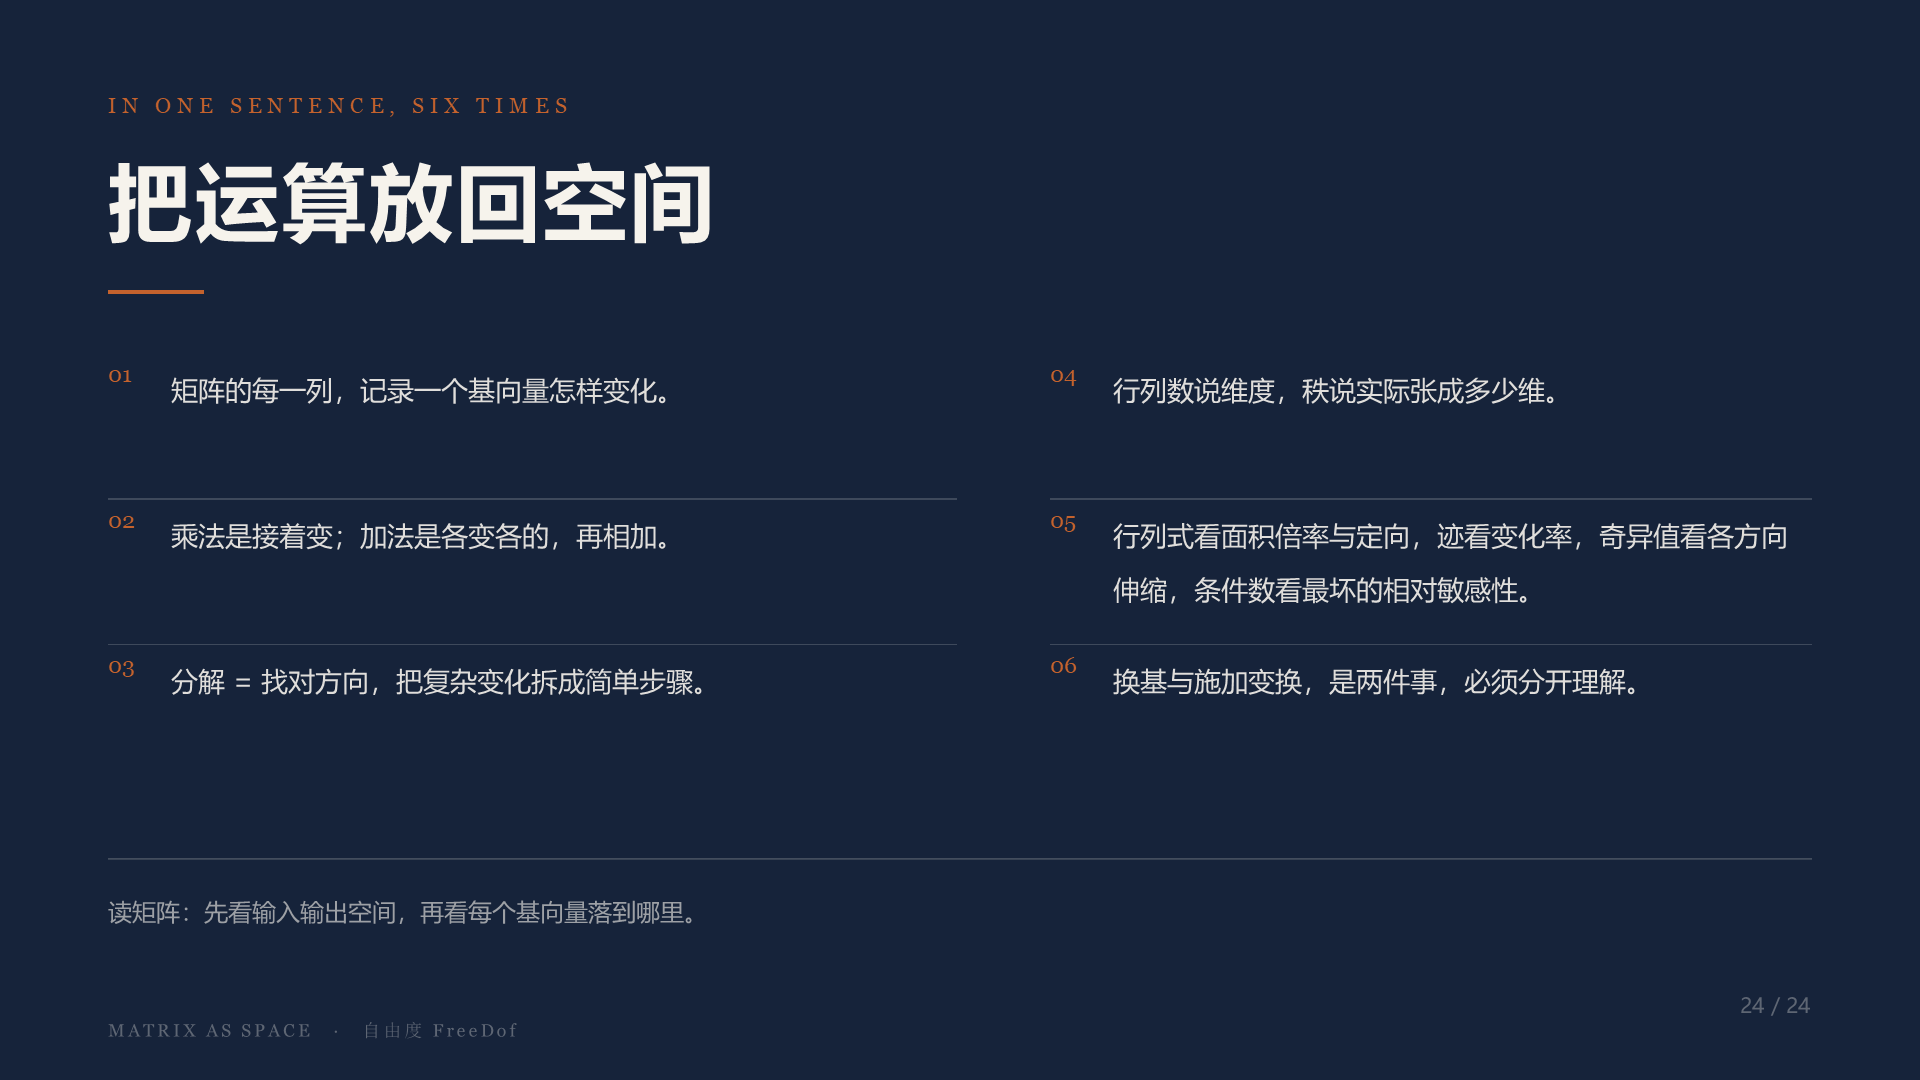 IN ONE SENTENCE, SIX TIMES
把运算放回空间
01 矩阵的每一列，记录一个基向量怎样变化。
02 乘法是接着变；加法是各变各的，再相加。
03 分解 = 找对方向，把复杂变化拆成简单步骤。
04 行列数说维度，秩说实际张成多少维。
05 行列式看面积倍率与定向，迹看变化率，奇异值看各方向
伸缩，条件数看最坏的相对敏感性。
06 换基与施加变换，是两件事，必须分开理解。
读矩阵：先看输入输出空间，再看每个基向量落到哪里。
MATRIX AS SPACE · 自由度 FreeDof
24 / 24